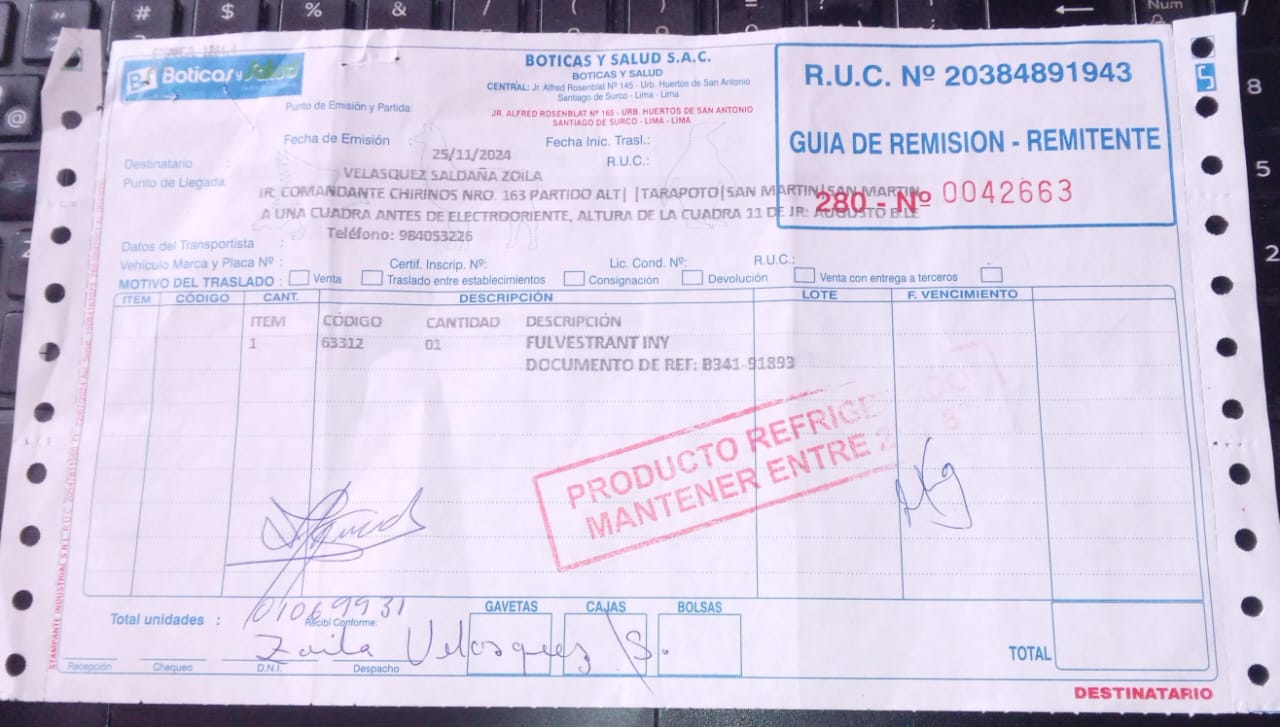 Boticas y Salud
BOTICAS Y SALUD S.A.C.
BOTICAS Y SALUD
CENTRAL: Jr. Alfred Rosenblat Nº 145 - Urb. Huertos de San Antonio
Santiago de Surco - Lima - Lima
Punto de Emisión y Partida:
JR. ALFRED ROSENBLAT Nº 165 - URB. HUERTOS DE SAN ANTONIO
SANTIAGO DE SURCO - LIMA - LIMA
R.U.C. Nº 20384891943
GUIA DE REMISION - REMITENTE
280 - Nº 0042663
Fecha de Emisión : 25/11/2024 Fecha Inic. Trasl.:
Destinatario : VELASQUEZ SALDAÑA ZOILA R.U.C.:
Punto de Llegada: JR. COMANDANTE CHIRINOS NRO. 163 PARTIDO ALT| |TARAPOTO|SAN MARTIN|SAN MARTIN
A UNA CUADRA ANTES DE ELECTROORIENTE, ALTURA DE LA CUADRA 11 DE JR: AUGUSTO B.LE
Teléfono: 984053226
Datos del Transportista :
Vehículo Marca y Placa Nº : Certif. Inscrip. Nº: Lic. Cond. Nº: R.U.C.:
MOTIVO DEL TRASLADO : Venta Traslado entre establecimientos Consignación Devolución Venta con entrega a terceros
ITEM CÓDIGO CANT. DESCRIPCIÓN LOTE F. VENCIMIENTO
ITEM CÓDIGO CANTIDAD DESCRIPCIÓN
1 63312 01 FULVESTRANT INY
DOCUMENTO DE REF: B341-91893
PRODUCTO REFRIGE
MANTENER ENTRE 2 8°
Total unidades :
01069931
Recibí Conforme:
Zoila Velasquez S.
Recepción Chequeo D.N.I. Despacho
GAVETAS CAJAS BOLSAS
TOTAL
DESTINATARIO